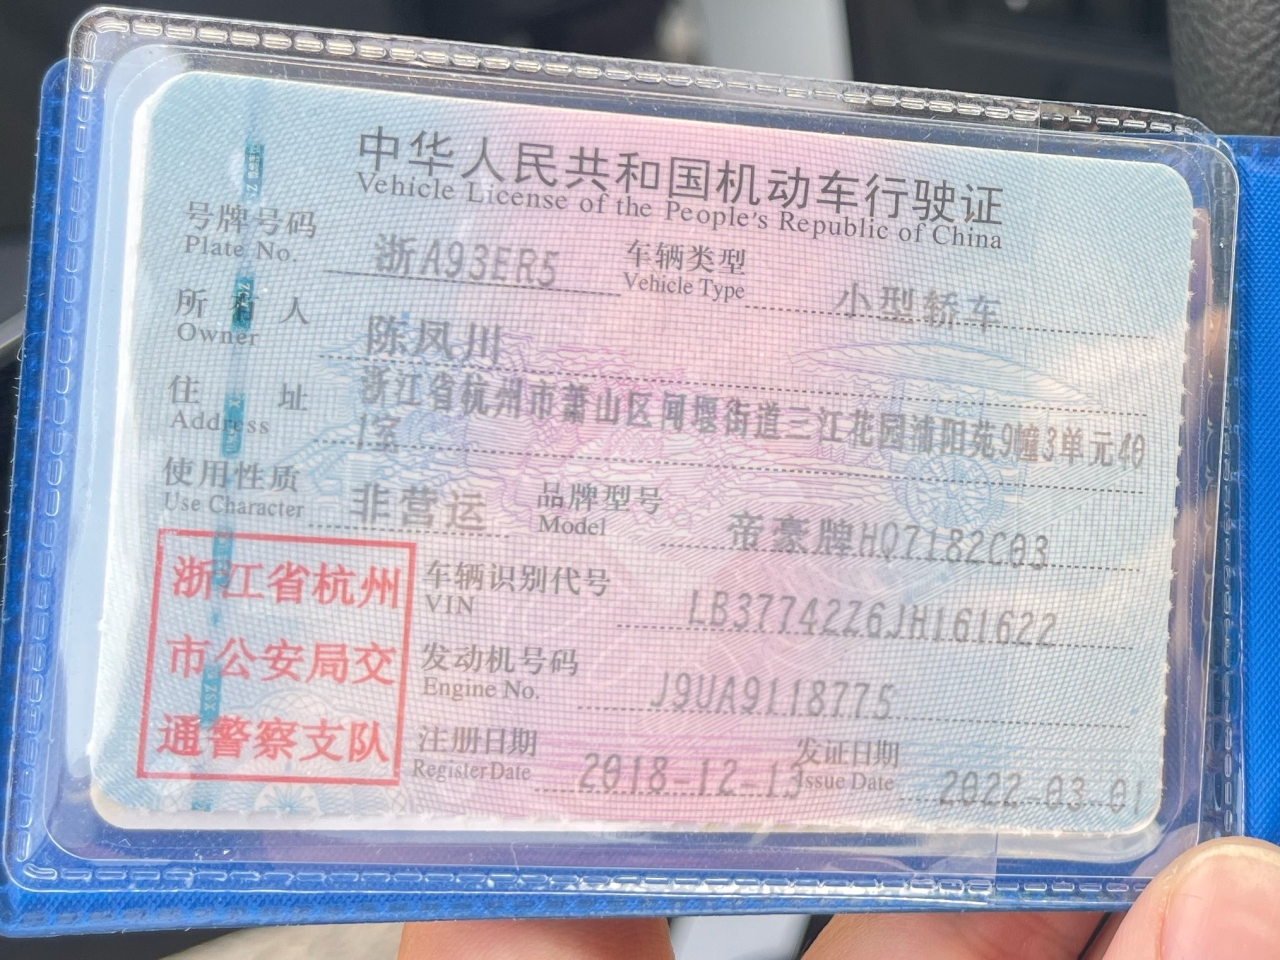 中华人民共和国机动车行驶证
Vehicle License of the People's Republic of China
号牌号码 浙A93ER5 车辆类型 小型轿车
Plate No. Vehicle Type
所有人 陈凤川
Owner
住址 浙江省杭州市萧山区闻堰街道三江花园浦阳苑9幢3单元40
Address 1室
使用性质 非营运 品牌型号 帝豪牌HQ7182C03
Use Character Model
车辆识别代号 LB37742Z6JH161622
VIN
发动机号码 J9UA9118775
Engine No.
注册日期 2018-12-13 发证日期 2022-03-01
Register Date Issue Date
浙江省杭州
市公安局交
通警察支队